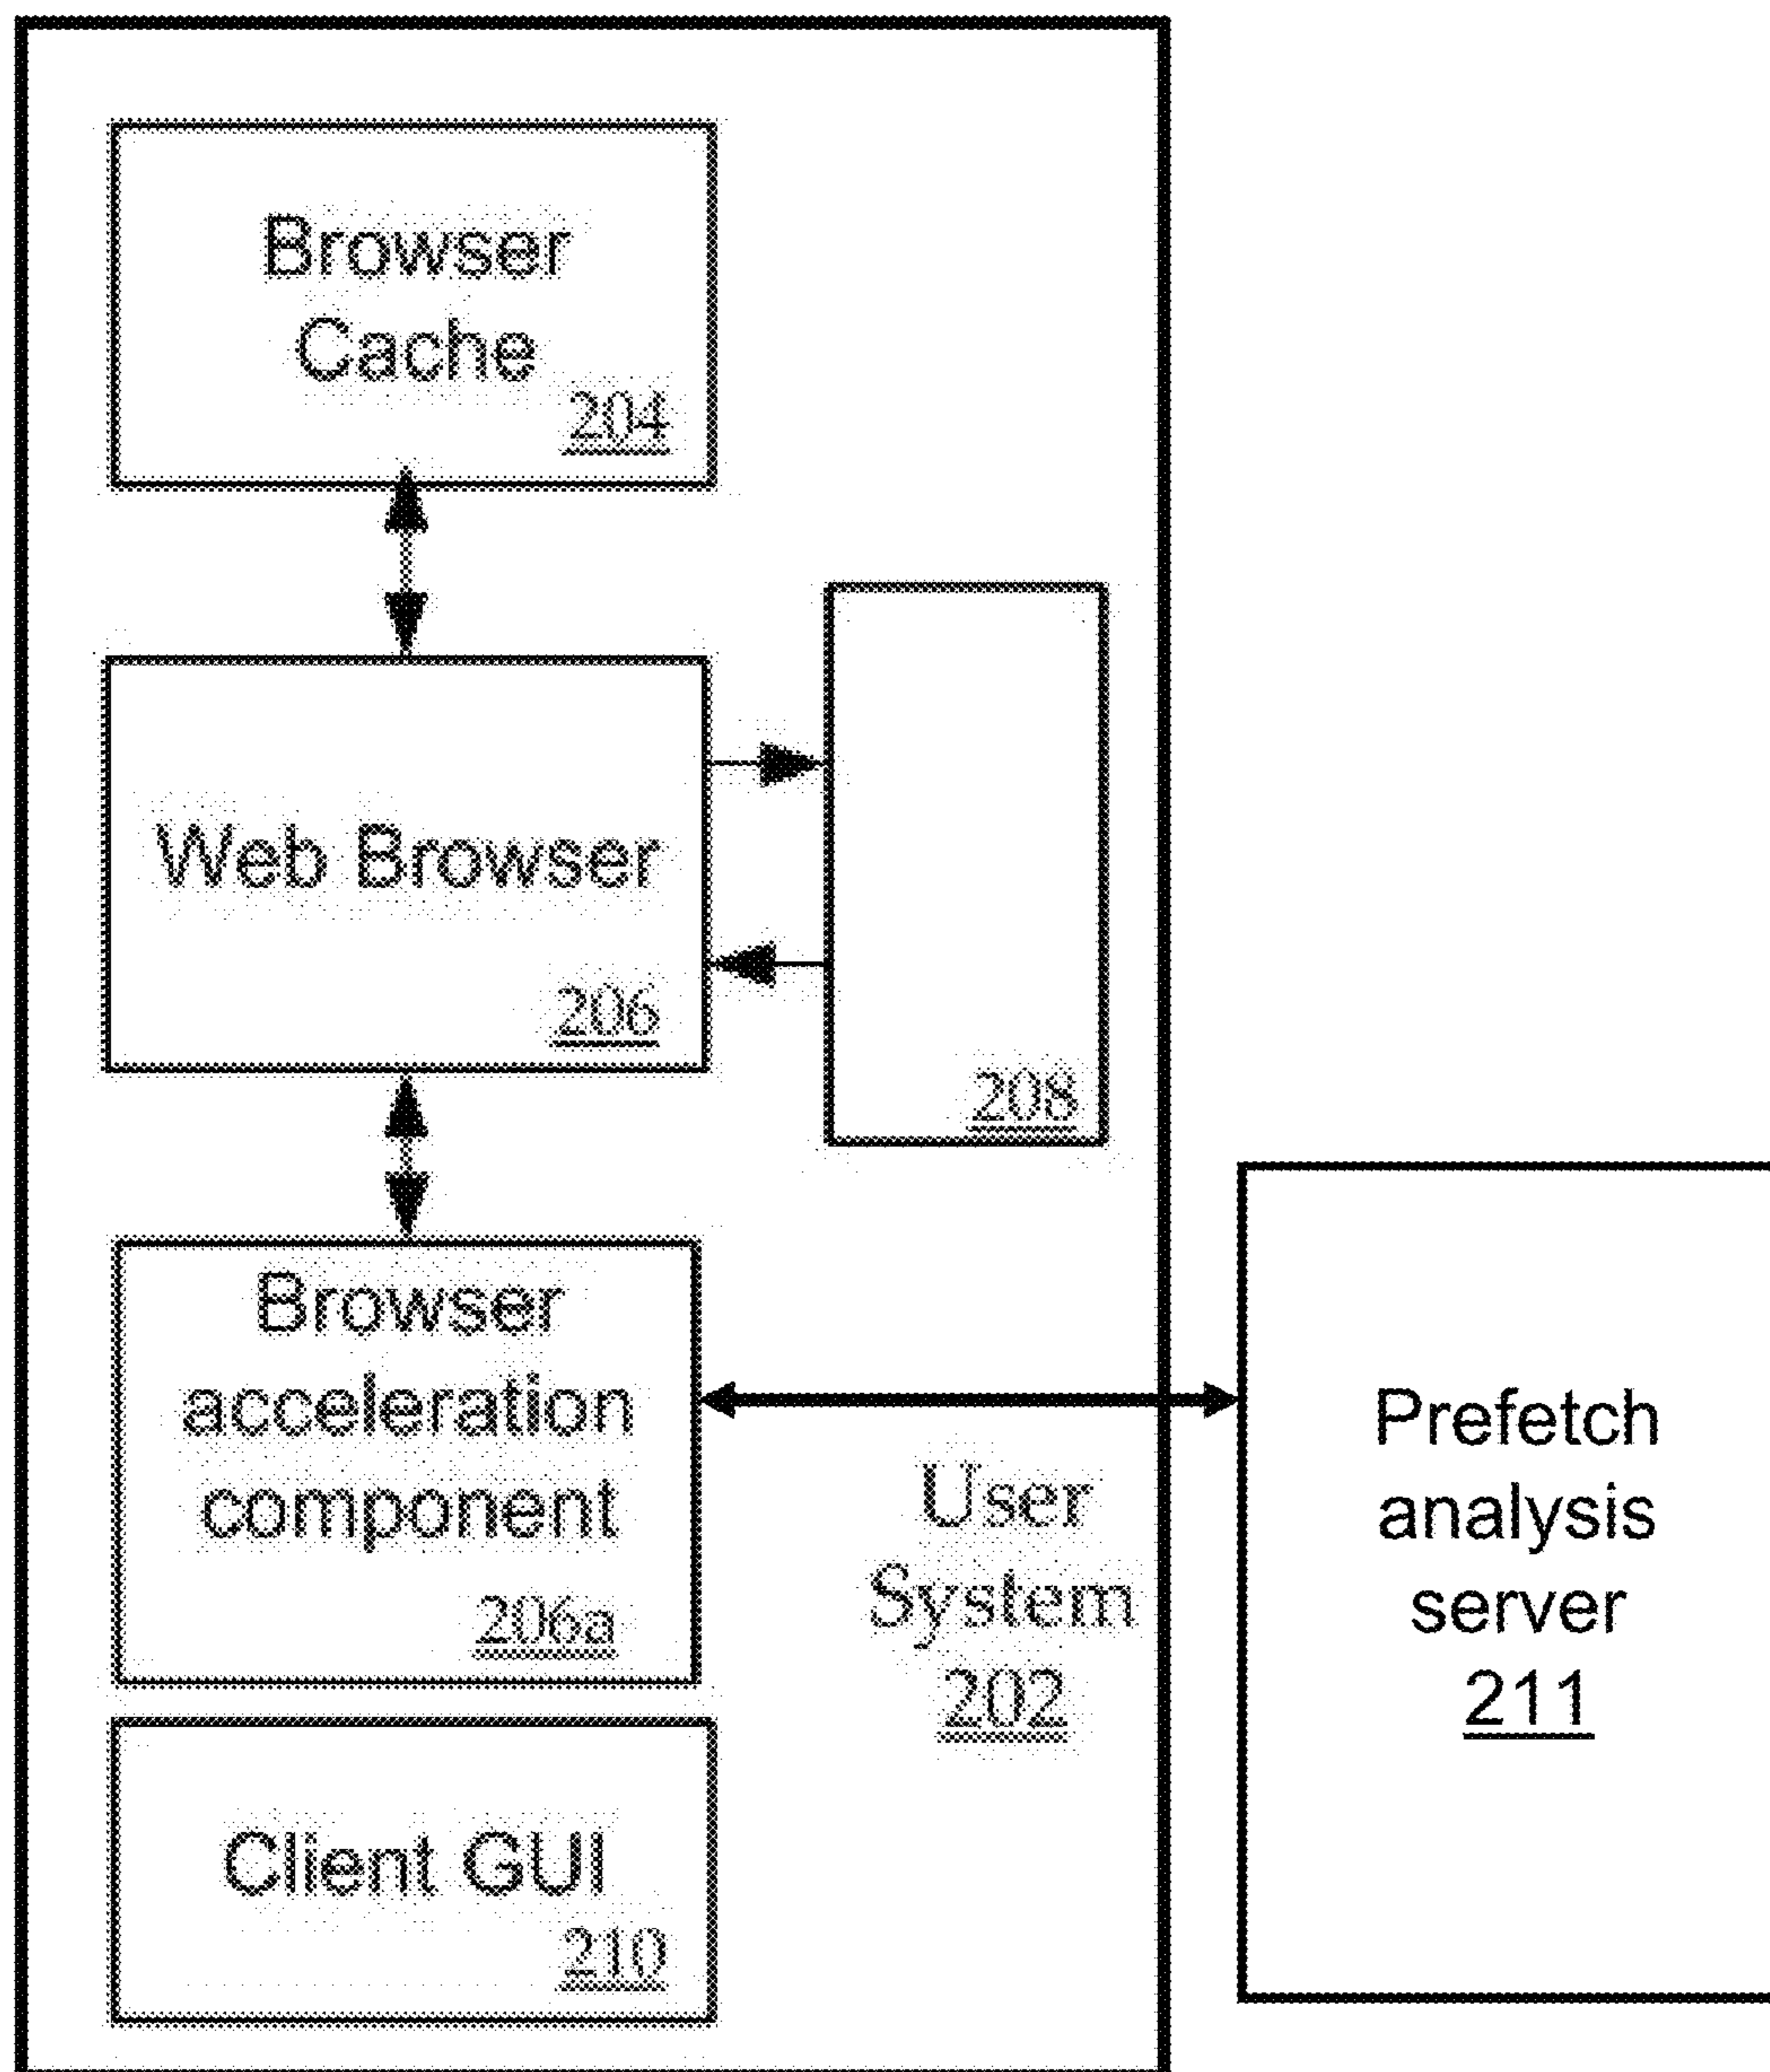 Browser
Cache
204
Web Browser
206
208
Browser
acceleration
component
206a
User
System
202
Prefetch
analysis
server
211
Client GUI
210